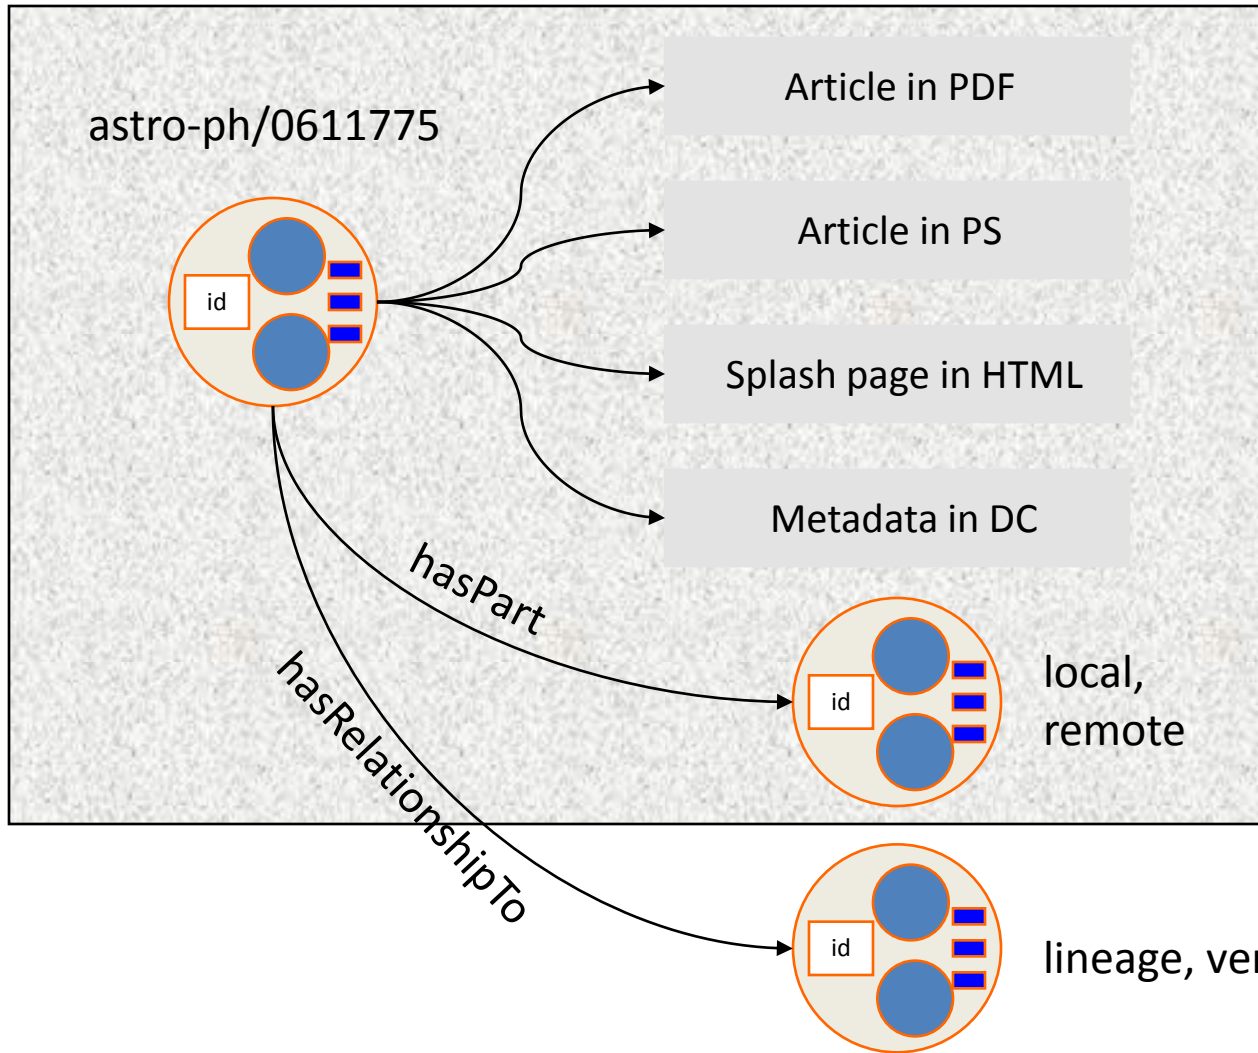 astro-ph/0611775
Article in PDF
Article in PS
id
Splash page in HTML
Metadata in DC
hasPart
hasRelationshipTo
id
local,
remote
id
lineage,